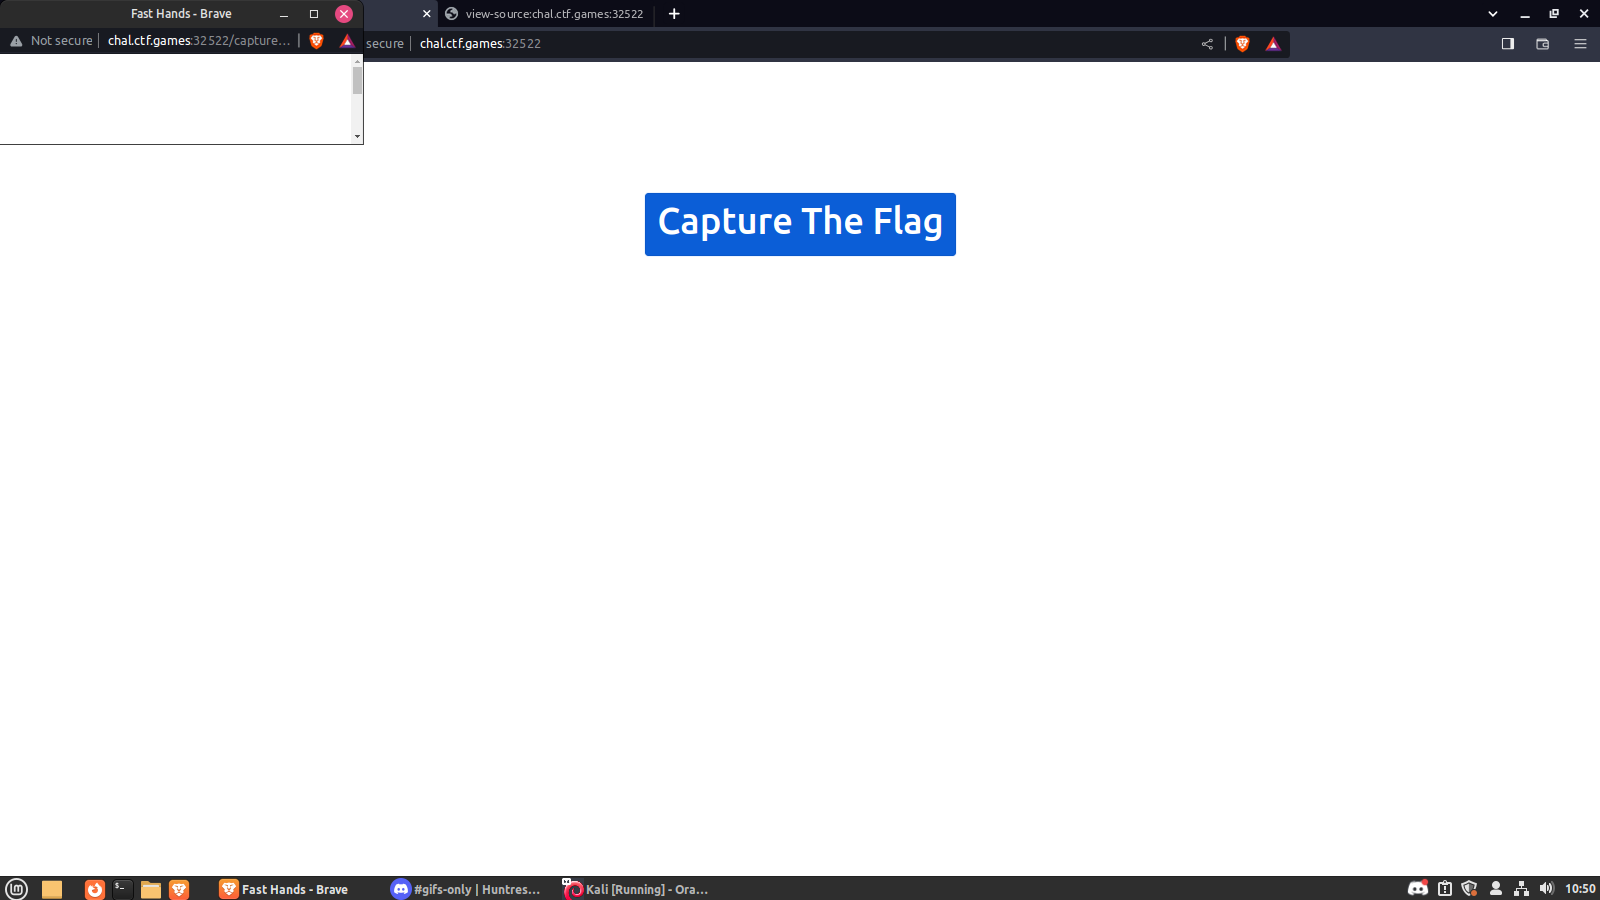 Fast Hands - Brave
view-source:chal.ctf.games:32522
Not secure
chal.ctf.games:32522/capture...
secure
chal.ctf.games:32522
Capture The Flag
$_
Fast Hands - Brave
#gifs-only | Huntres...
Kali [Running] - Ora...
10:50